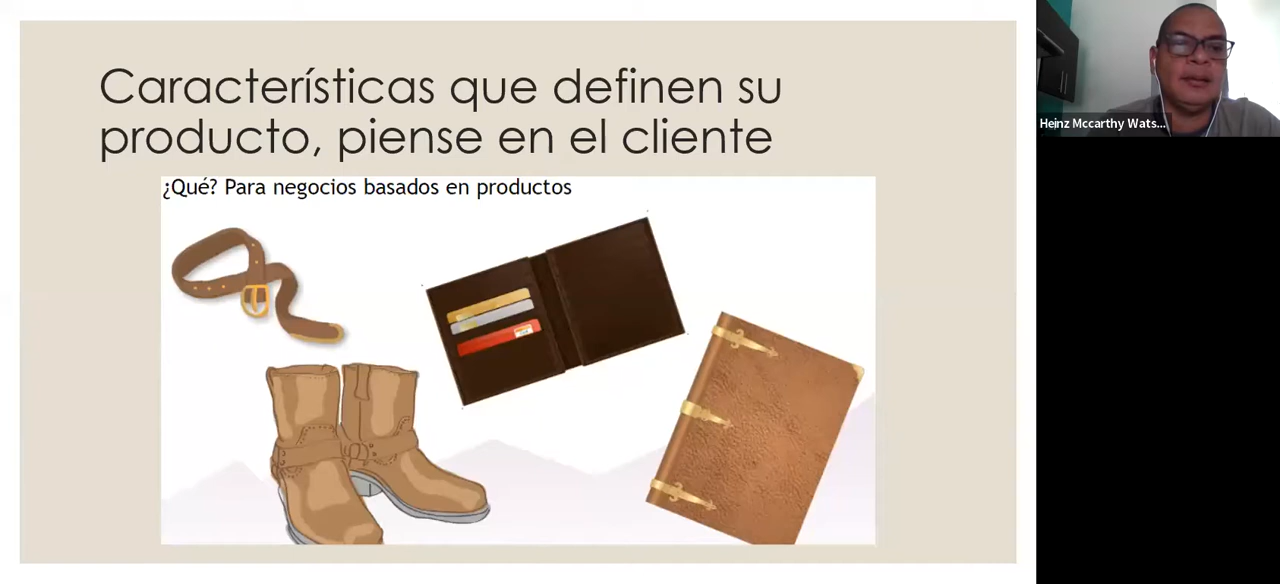 Características que definen su
producto, piense en el cliente
¿Qué? Para negocios basados en productos
Heinz Mccarthy Wats...